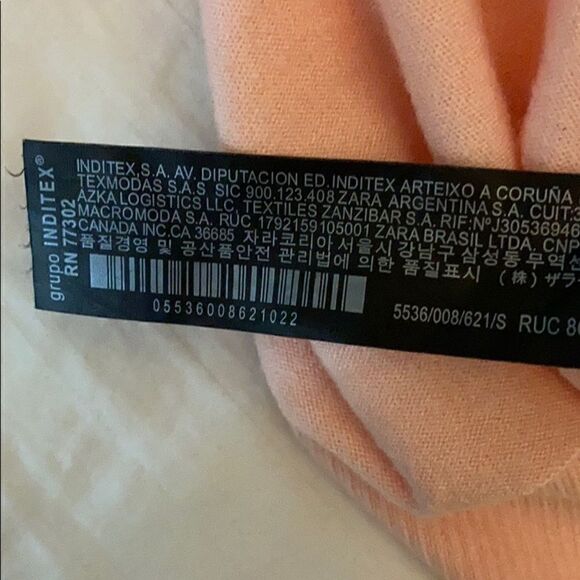 grupo INDITEX®
RN 77302
INDITEX,S.A. AV. DIPUTACION ED. INDITEX ARTEIXO A CORUÑA
TEXMODAS S.A.S SIC 900.123.408 ZARA ARGENTINA S.A. CUIT:
AZKA LOGISTICS LLC, TEXTILES ZANZIBAR S.A. RIF:NºJ30536946
MACROMODA S.A. RUC 1792159105001 ZARA BRASIL LTDA, CNP
CANADA INC.CA 36685 자라코리아 서울시 강남구 삼성동 무역센
품질경영 및 공산품안전 관리법에 의한 품질표시 (株) ザラ
05536008621022
5536/008/621/S RUC